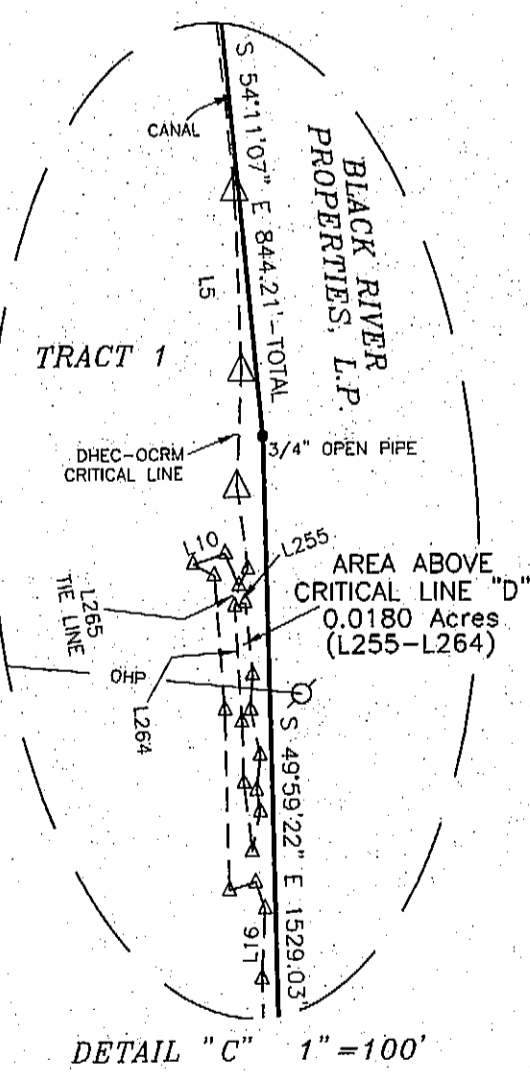 S 54°11'07" E 844.21'-TOTAL
CANAL
BLACK RIVER
PROPERTIES, L.P.
L5
TRACT 1
DHEC-OCRM
CRITICAL LINE
3/4" OPEN PIPE
L10
L255
AREA ABOVE
CRITICAL LINE "D"
0.0180 Acres
(L255-L264)
L265
TIE LINE
OHP
L264
S 49°59'22" E 1529.03'
L16
DETAIL "C" 1"=100'